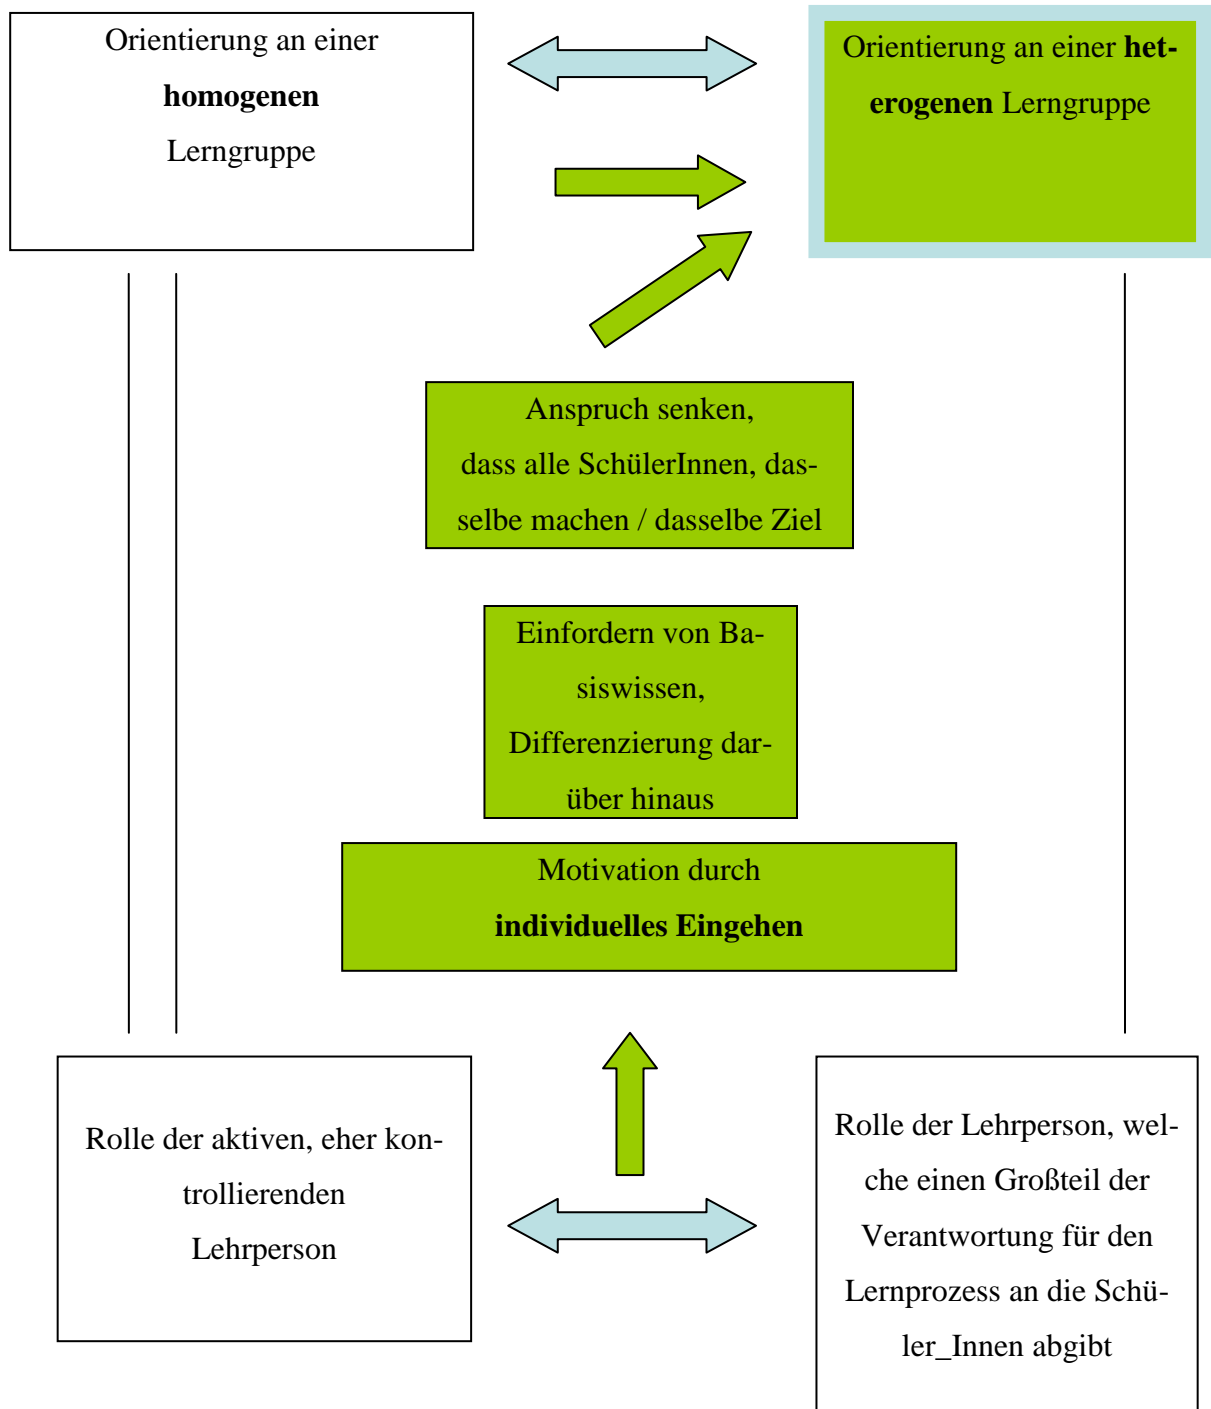 Orientierung an einer
homogenen
Lerngruppe
Orientierung an einer het-
erogenen Lerngruppe
Anspruch senken,
dass alle SchülerInnen, das-
selbe machen / dasselbe Ziel
Einfordern von Ba-
siswissen,
Differenzierung dar-
über hinaus
Motivation durch
individuelles Eingehen
Rolle der aktiven, eher kon-
trollierenden
Lehrperson
Rolle der Lehrperson, wel-
che einen Großteil der
Verantwortung für den
Lernprozess an die Schü-
ler_Innen abgibt